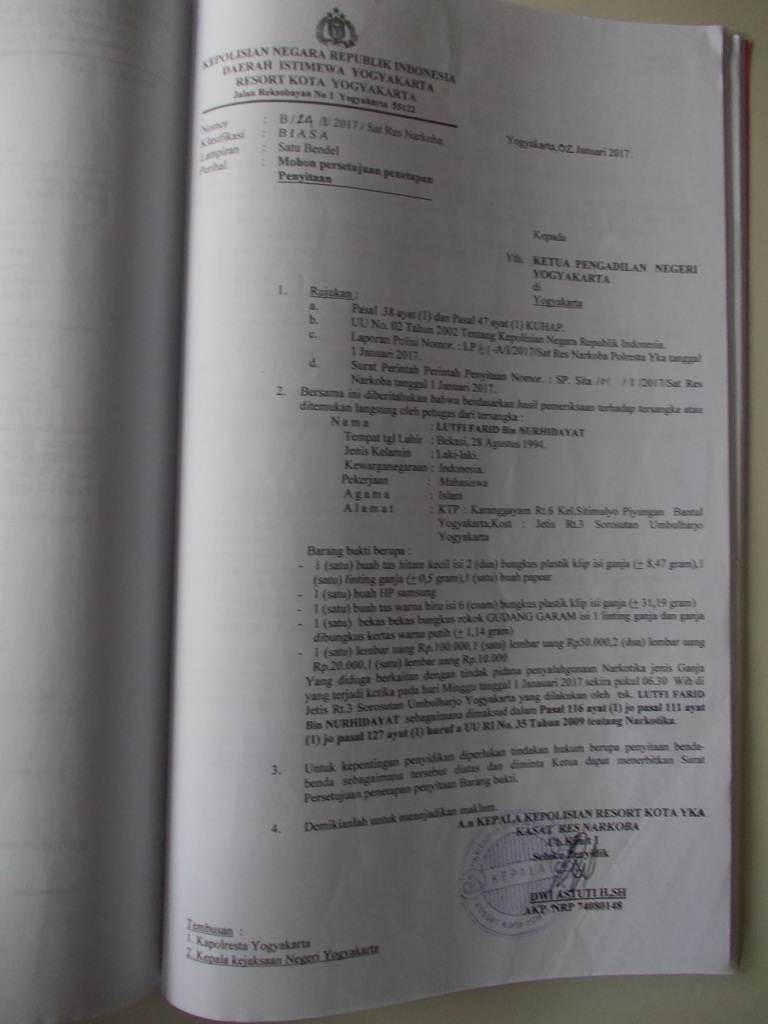 KEPOLISIAN NEGARA REPUBLIK INDONESIA
DAERAH ISTIMEWA YOGYAKARTA
RESORT KOTA YOGYAKARTA
Jalan Reksobayan No 1 Yogyakarta 55122
Nomor : B / 29 /I/ 2017 / Sat Res Narkoba.
Klasifikasi : B I A S A
Lampiran : Satu Bendel
Perihal : Mohon persetujuan penetapan
Penyitaan
Yogyakarta, 02 Januari 2017.
Kepada
Yth. KETUA PENGADILAN NEGERI
YOGYAKARTA
di
Yogyakarta
1. Rujukan :
a. Pasal 38 ayat (1) dan Pasal 47 ayat (1) KUHAP.
b. UU No. 02 Tahun 2002 Tentang Kepolisian Negara Republik Indonesia.
c. Laporan Polisi Nomor. : LP / -A/I/2017/Sat Res Narkoba Polresta Yka tanggal
1 Januari 2017.
d. Surat Perintah Perintah Penyitaan Nomor. : SP. Sita / / I /2017/Sat Res
Narkoba tanggal 1 Januari 2017.
2. Bersama ini diberitahukan bahwa berdasarkan hasil pemeriksaan terhadap tersangka atau
ditemukan langsung oleh petugas dari tersangka :
N a m a : LUTFI FARID Bin NURHIDAYAT
Tempat tgl Lahir : Bekasi, 28 Agustus 1994.
Jenis Kelamin : Laki-laki.
Kewarganegaraan : Indonesia.
Pekerjaan : Mahasiswa
A g a m a : Islam
A l a m a t : KTP : Karanggayam Rt.6 Kel.Sitimulyo Piyungan Bantul
Yogyakarta,Kost : Jetis Rt.3 Sorosutan Umbulharjo
Yogyakarta
Barang bukti berupa :
- 1 (satu) buah tas hitam kecil isi 2 (dua) bungkus plastik klip isi ganja (± 8,47 gram),1
(satu) linting ganja (± 0,5 gram),1 (satu) buah papoar
- 1 (satu) buah HP samsung
- 1 (satu) buah tas warna biru isi 6 (enam) bungkus plastik klip isi ganja (± 31,19 gram)
- 1 (satu) bekas bekas bungkus rokok GUDANG GARAM isi 1 linting ganja dan ganja
dibungkus kertas warna putih (± 1,14 gram)
- 1 (satu) lembar uang Rp.100.000,1 (satu) lembar uang Rp50.000,2 (dua) lembar uang
Rp.20.000,1 (satu) lembar uang Rp.10.000
Yang diduga berkaitan dengan tindak pidana penyalahgunaan Narkotika jenis Ganja
yang terjadi ketika pada hari Minggu tanggal 1 Janauari 2017 sekira pukul 06.30 Wib di
Jetis Rt.3 Sorosutan Umbulharjo Yogyakarta yang dilakukan oleh tsk. LUTFI FARID
Bin NURHIDAYAT sebagaimana dimaksud dalam Pasal 116 ayat (1) jo pasal 111 ayat
(1) jo pasal 127 ayat (1) huruf a UU RI No. 35 Tahun 2009 tentang Narkotika.
3. Untuk kepentingan penyidikan diperlukan tindakan hukum berupa penyitaan benda-
benda sebagaimana tersebut diatas dan diminta Ketua dapat menerbitkan Surat
Persetujuan penetapan penyitaan Barang bukti.
4. Demikianlah untuk menjadikan maklum.
A.n KEPALA KEPOLISIAN RESORT KOTA YKA
KASAT RES NARKOBA
Ub.Kanit I
Selaku Penyidik
KEPALA
DWI ASTUTI H,SH
AKP NRP 74080148
Tembusan :
1. Kapolresta Yogyakarta
2. Kepala kejaksaan Negeri Yogyakarta